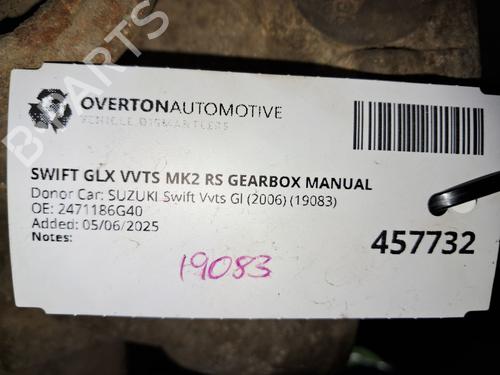 PARTS
OVERTONAUTOMOTIVE
VEHICLE DISMANTLERS
SWIFT GLX VVTS MK2 RS GEARBOX MANUAL
Donor Car: SUZUKI Swift Vvts Gl (2006) (19083)
OE: 2471186G40
Added: 05/06/2025
Notes:
457732
19083